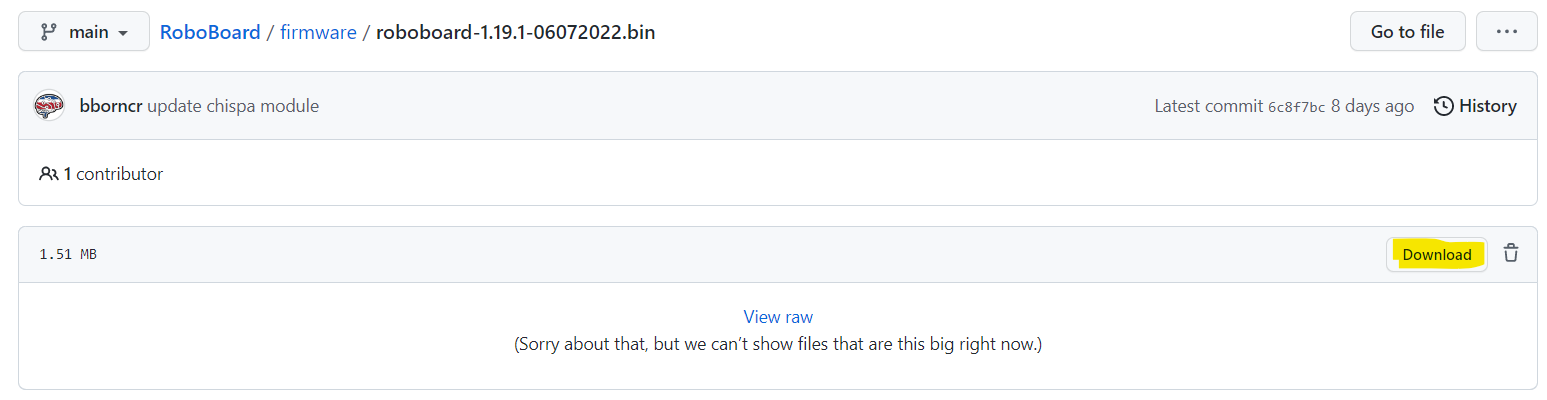 main RoboBoard / firmware / roboboard-1.19.1-06072022.bin Go to file ...
bborncr update chispa module Latest commit 6c8f7bc 8 days ago History
1 contributor
1.51 MB Download
View raw
(Sorry about that, but we can’t show files that are this big right now.)